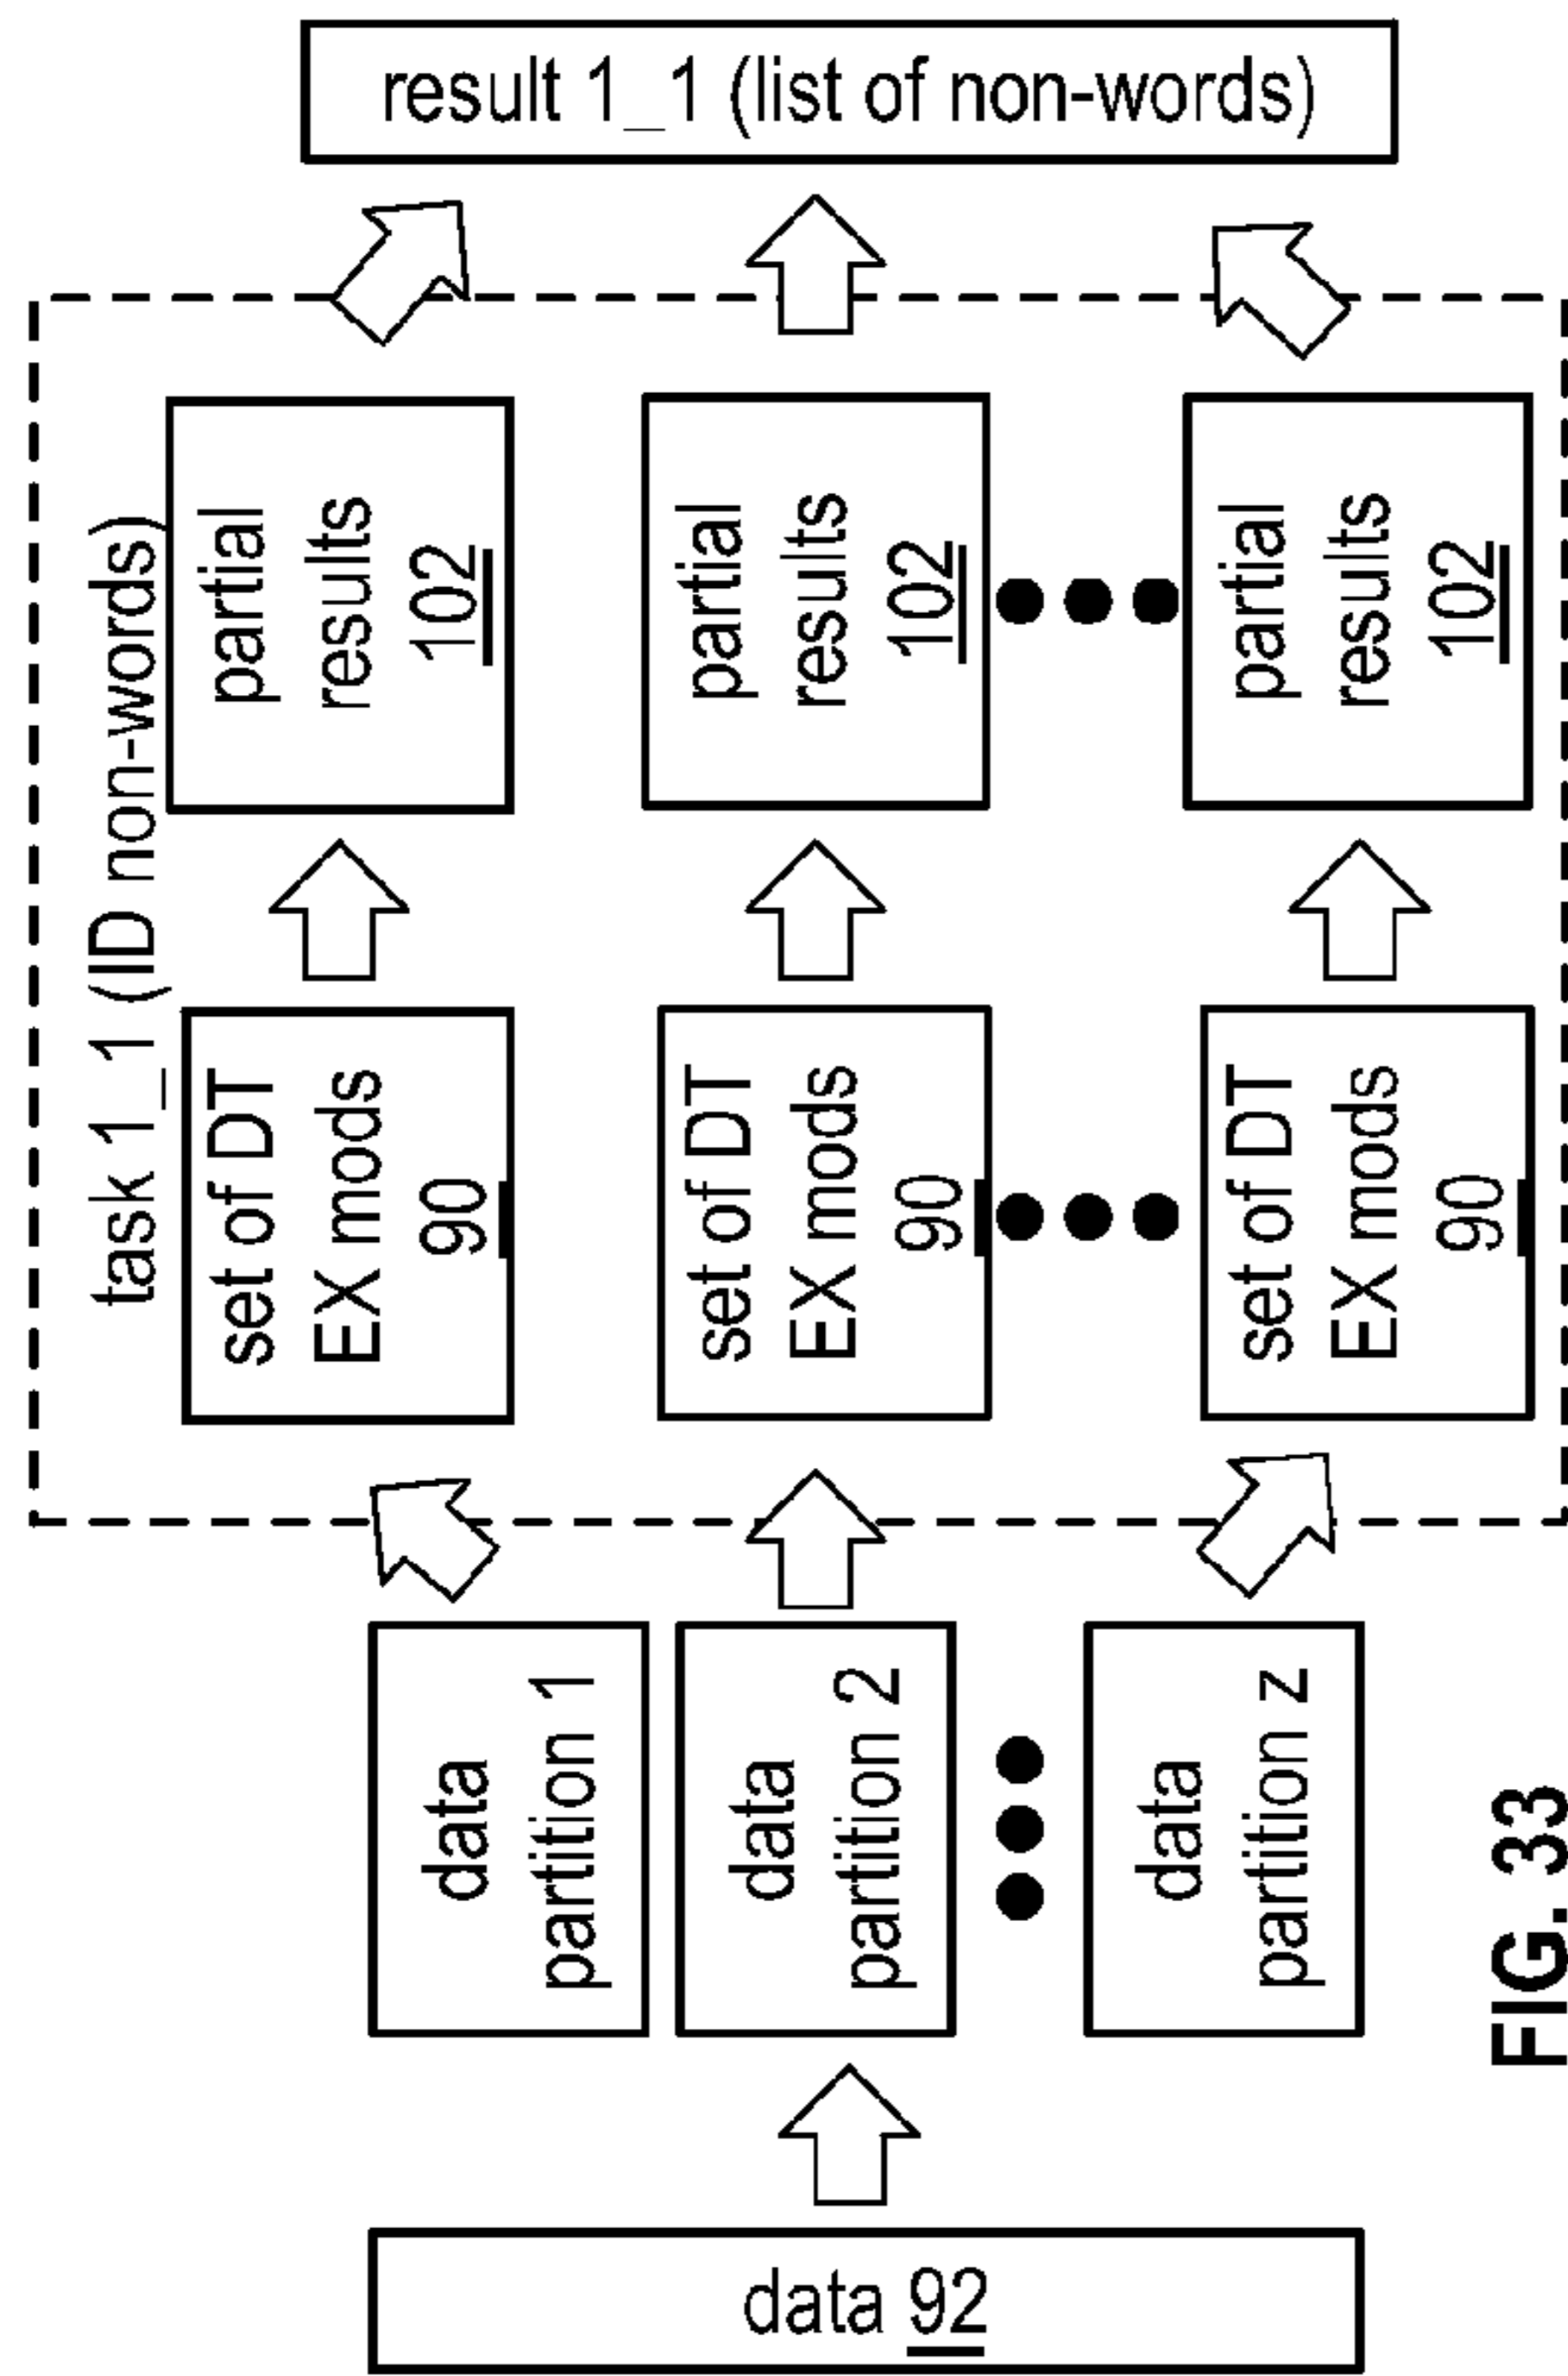 result 1_1 (list of non-words)
task 1_1 (ID non-words)
partial
results
102
partial
results
102
partial
results
102
set of DT
EX mods
90
set of DT
EX mods
90
set of DT
EX mods
90
data
partition 1
data
partition 2
data
partition z
data 92
FIG. 33